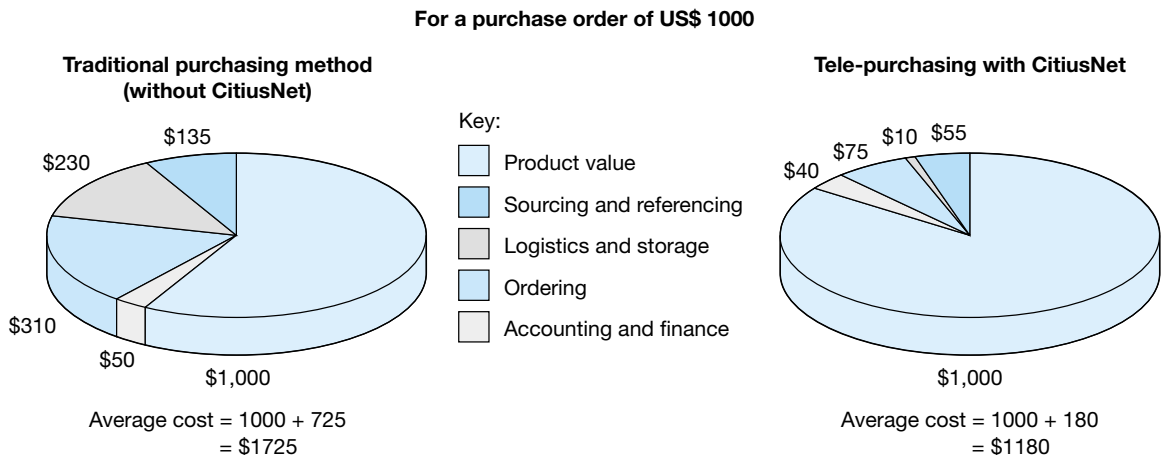 For a purchase order of US$ 1000
Traditional purchasing method
(without CitiusNet)
$135
$230
$310
$50
$1,000
Average cost = 1000 + 725
= $1725
Key:
Product value
Sourcing and referencing
Logistics and storage
Ordering
Accounting and finance
Tele-purchasing with CitiusNet
$55
$10
$75
$40
$1,000
Average cost = 1000 + 180
= $1180